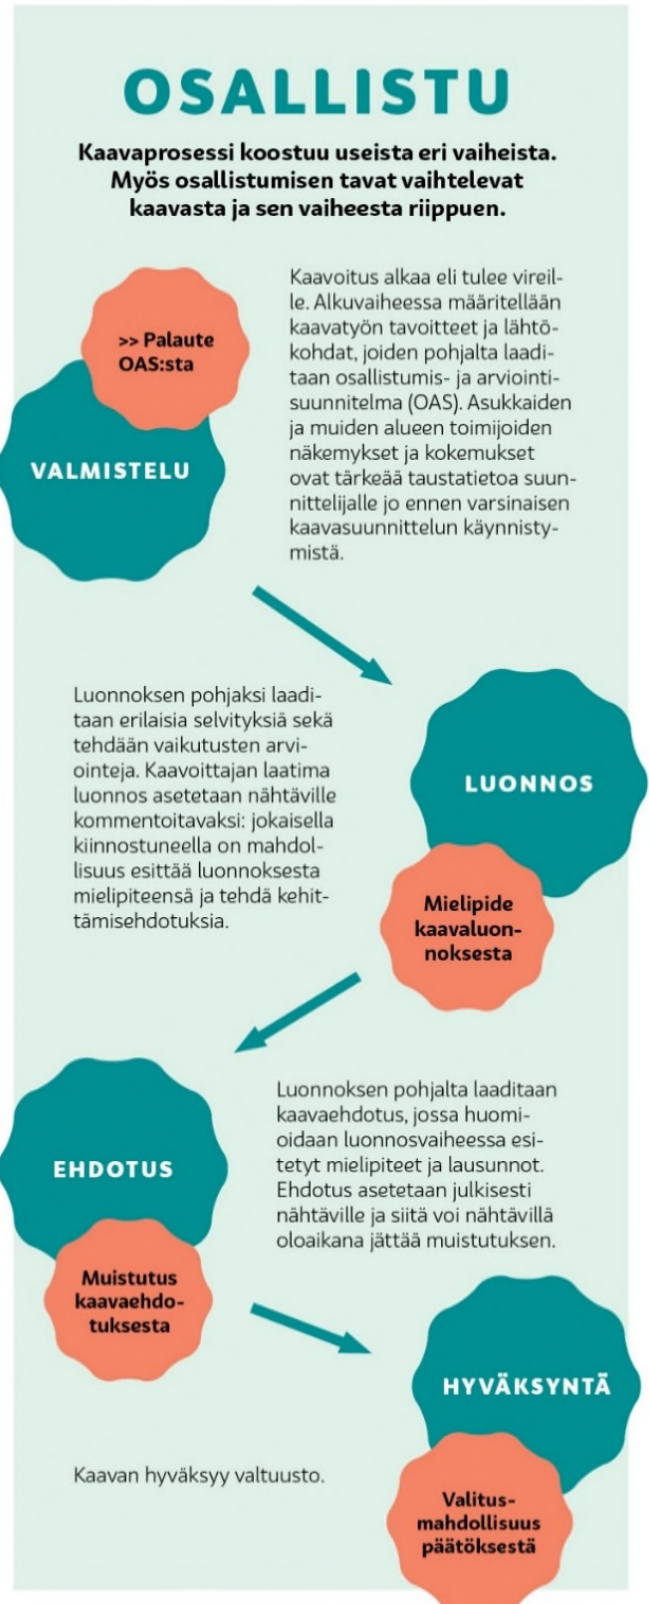 OSALLISTU
Kaavaprosessi koostuu useista eri vaiheista.
Myös osallistumisen tavat vaihtelevat
kaavasta ja sen vaiheesta riippuen.
>> Palaute
OAS:sta
VALMISTELU
Kaavoitus alkaa eli tulee vireil-
le. Alkuvaiheessa määritellään
kaavatyön tavoitteet ja lähtö-
kohdat, joiden pohjalta laadi-
taan osallistumis- ja arviointi-
suunnitelma (OAS). Asukkaiden
ja muiden alueen toimijoiden
näkemykset ja kokemukset
ovat tärkeää taustatietoa suun-
nittelijalle jo ennen varsinaisen
kaavasuunnittelun käynnisty-
mistä.
Luonnoksen pohjaksi laadi-
taan erilaisia selvityksiä sekä
tehdään vaikutusten arvi-
ointeja. Kaavoittajan laatima
luonnos asetetaan nähtäville
kommentoitavaksi: jokaisella
kiinnostuneella on mahdol-
lisuus esittää luonnoksesta
mielipiteensä ja tehdä kehit-
tämisehdotuksia.
LUONNOS
Mielipide
kaavaluon-
noksesta
EHDOTUS
Muistutus
kaavaehdo-
tuksesta
Luonnoksen pohjalta laaditaan
kaavaehdotus, jossa huomi-
oidaan luonnosvaiheessa esi-
tetyt mielipiteet ja lausunnot.
Ehdotus asetetaan julkisesti
nähtäville ja siitä voi nähtävillä
oloaikana jättää muistutuksen.
HYVÄKSYNTÄ
Kaavan hyväksyy valtuusto.
Valitus-
mahdollisuus
päätöksestä